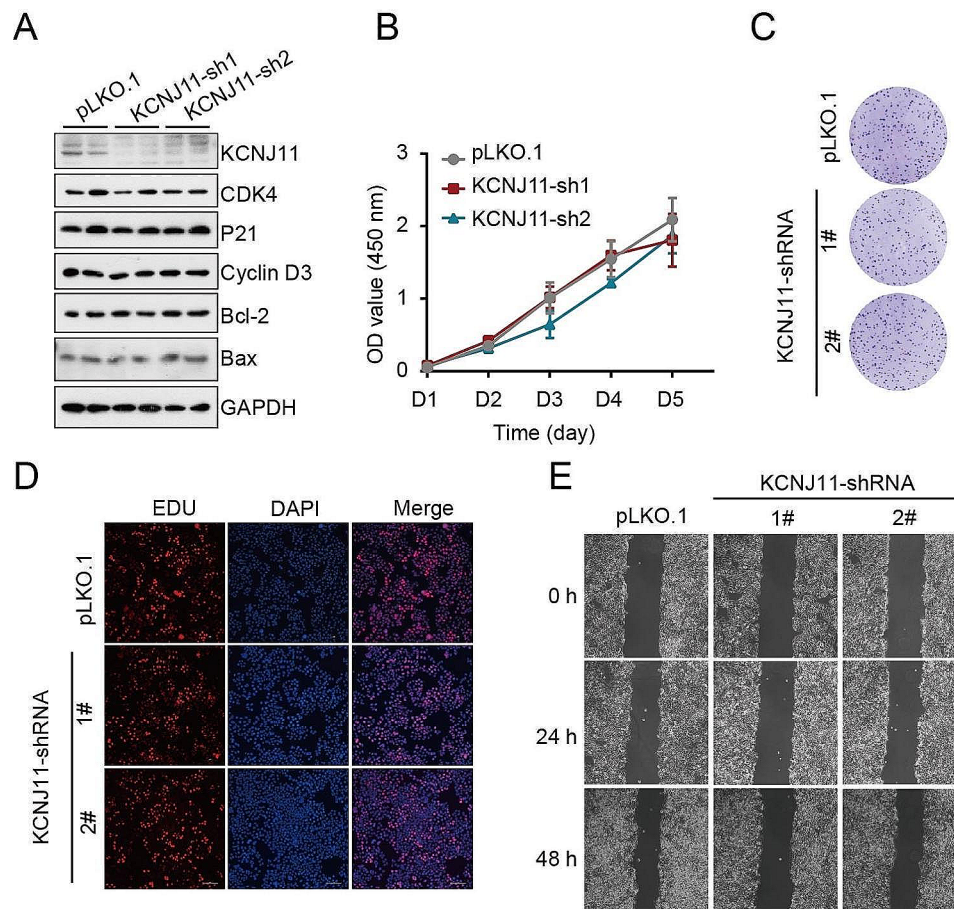 A
pLKO.1
KCNJ11-sh1
KCNJ11-sh2
KCNJ11
CDK4
P21
Cyclin D3
Bcl-2
Bax
GAPDH
B
OD value (450 nm)
3
2
1
0
pLKO.1
KCNJ11-sh1
KCNJ11-sh2
D1 D2 D3 D4 D5
Time (day)
C
pLKO.1
KCNJ11-shRNA
1#
2#
D
EDU DAPI Merge
pLKO.1
KCNJ11-shRNA
1#
2#
E
KCNJ11-shRNA
pLKO.1 1# 2#
0 h
24 h
48 h